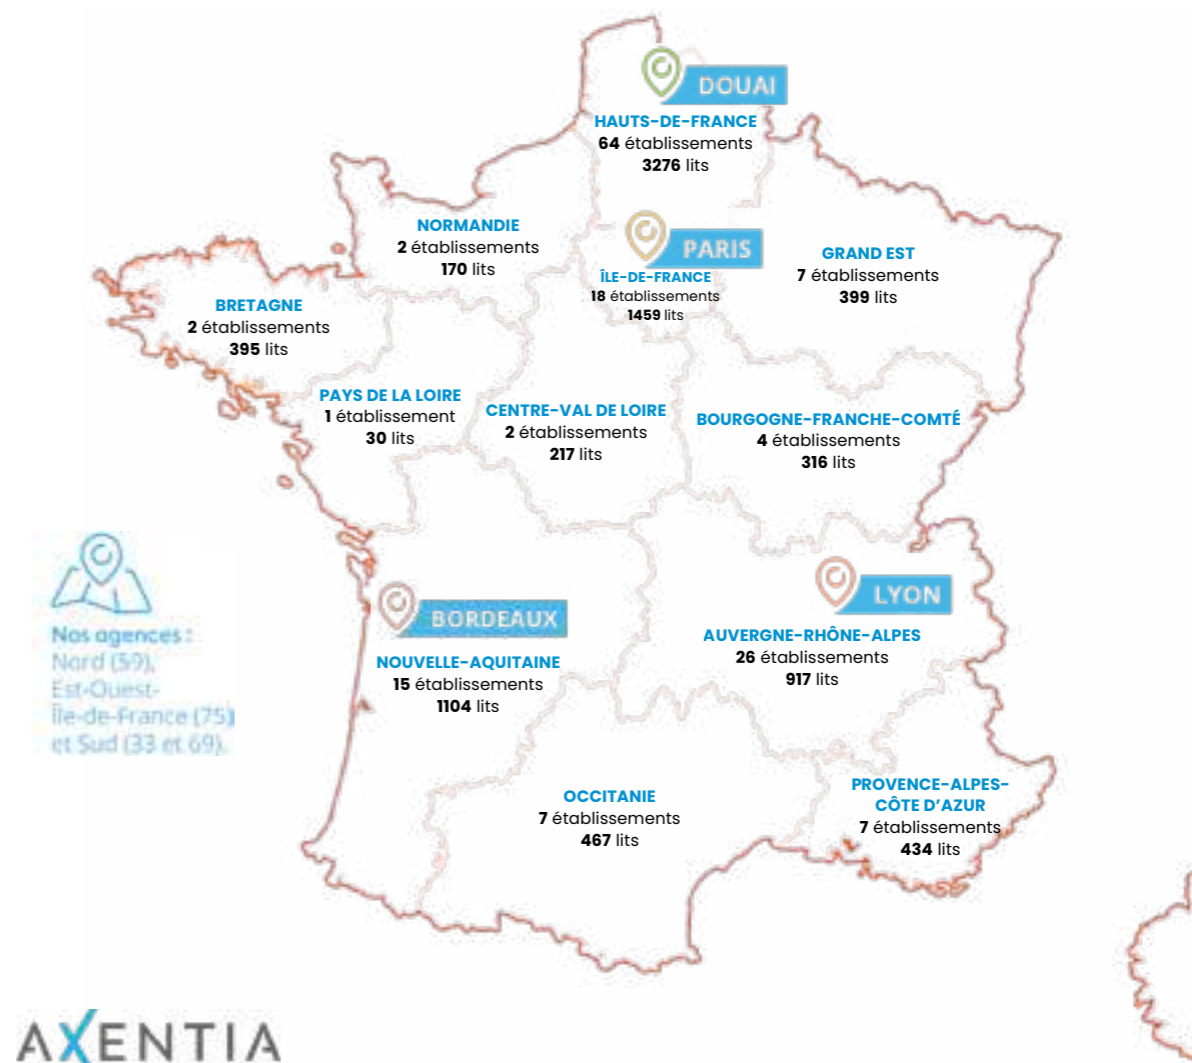 DOUAI
HAUTS-DE-FRANCE
64 établissements
3276 lits
NORMANDIE
2 établissements
170 lits
PARIS
ÎLE-DE-FRANCE
18 établissements
1459 lits
GRAND EST
7 établissements
399 lits
BRETAGNE
2 établissements
395 lits
PAYS DE LA LOIRE
1 établissement
30 lits
CENTRE-VAL DE LOIRE
2 établissements
217 lits
BOURGOGNE-FRANCHE-COMTÉ
4 établissements
316 lits
Nos agences :
Nord (59),
Est-Ouest-
Île-de-France (75)
et Sud (33 et 69).
BORDEAUX
NOUVELLE-AQUITAINE
15 établissements
1104 lits
LYON
AUVERGNE-RHÔNE-ALPES
26 établissements
917 lits
OCCITANIE
7 établissements
467 lits
PROVENCE-ALPES-
CÔTE D'AZUR
7 établissements
434 lits
AXENTIA